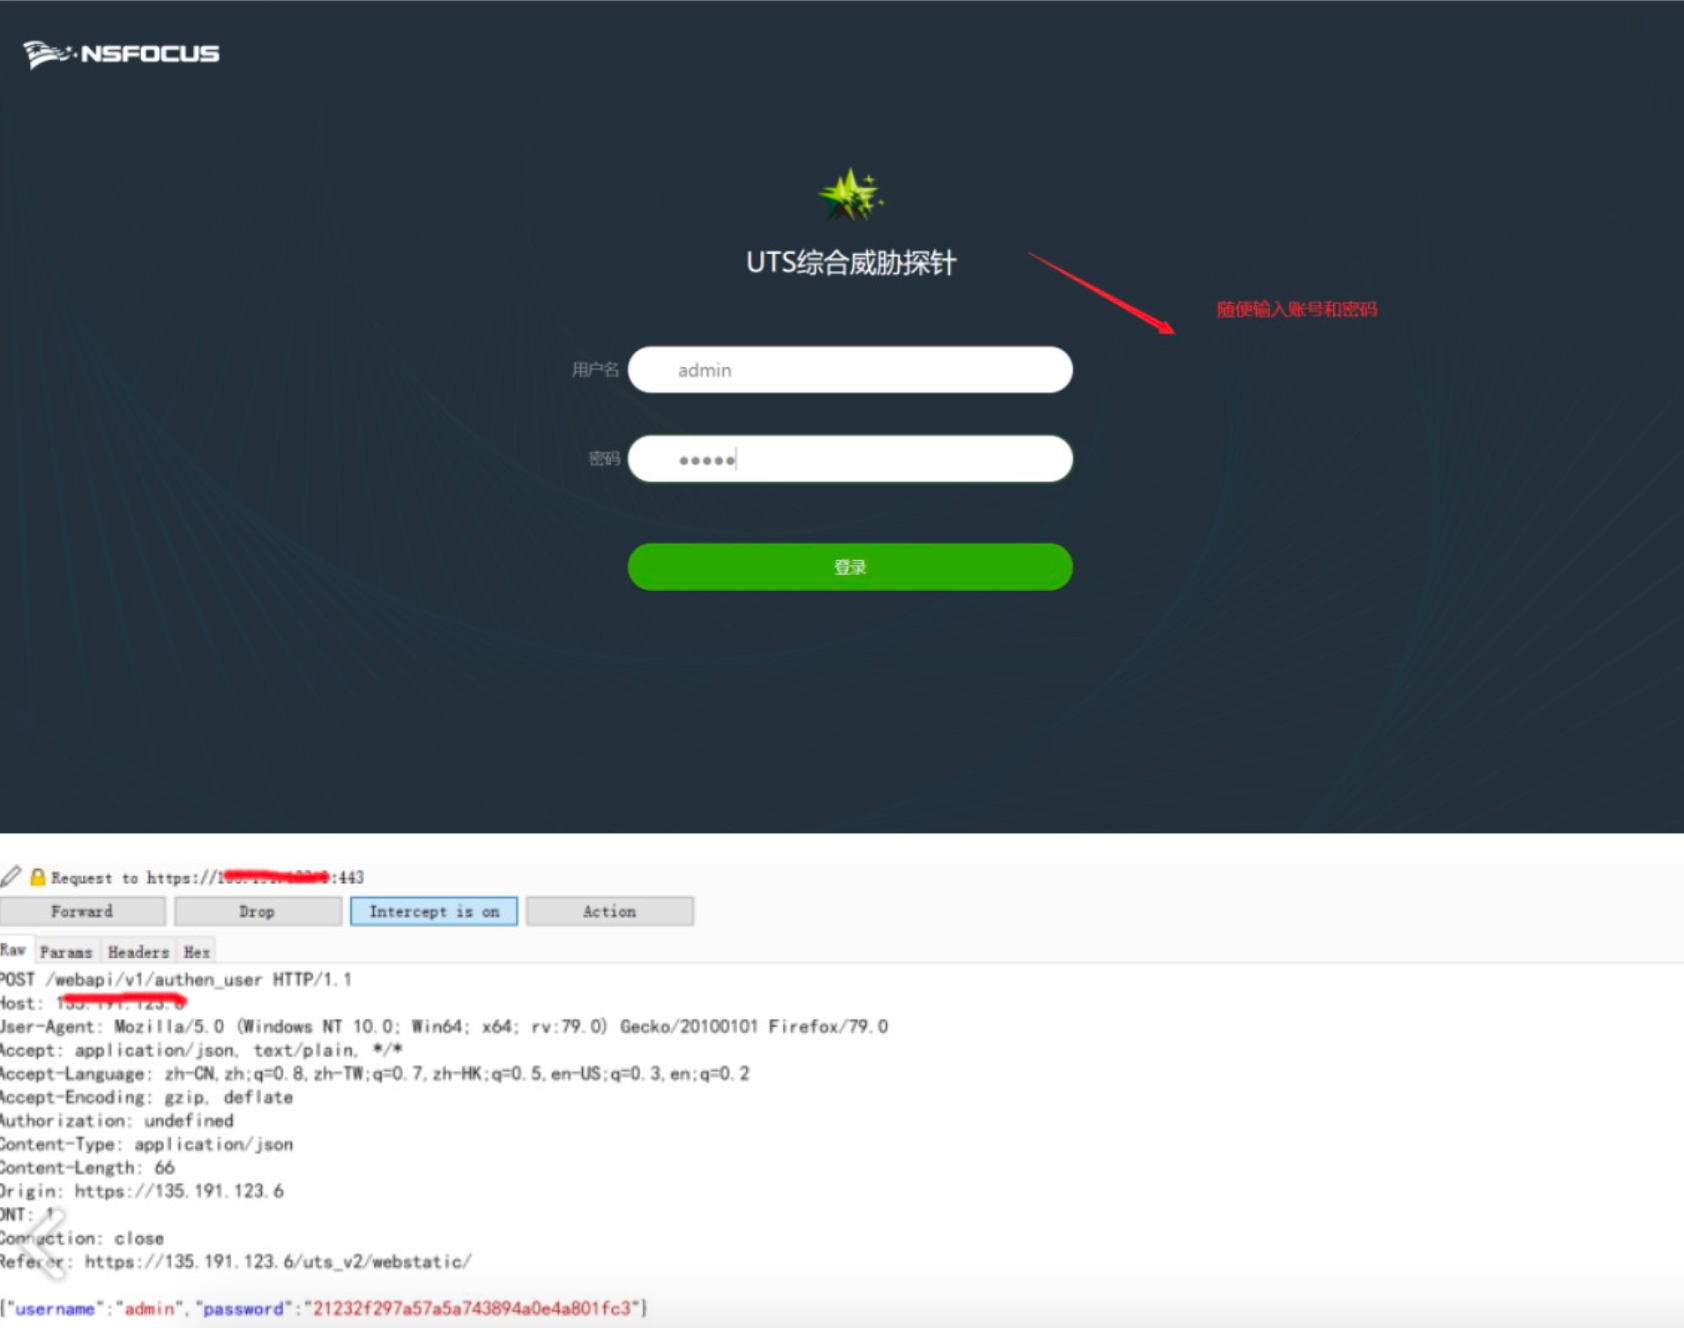 NSFOCUS
UTS综合威胁探针
随便输入账号和密码
用户名 admin
密码 •••••
登录
Request to https://1:443
Forward Drop Intercept is on Action
Raw Params Headers Hex
POST /webapi/v1/authen_user HTTP/1.1
Host:
User-Agent: Mozilla/5.0 (Windows NT 10.0; Win64; x64; rv:79.0) Gecko/20100101 Firefox/79.0
Accept: application/json, text/plain, */*
Accept-Language: zh-CN,zh;q=0.8,zh-TW;q=0.7,zh-HK;q=0.5,en-US;q=0.3,en;q=0.2
Accept-Encoding: gzip, deflate
Authorization: undefined
Content-Type: application/json
Content-Length: 66
Origin: https://135.191.123.6
DNT: 1
Connection: close
Referer: https://135.191.123.6/uts_v2/webstatic/
{"username":"admin","password":"21232f297a57a5a743894a0e4a801fc3"}